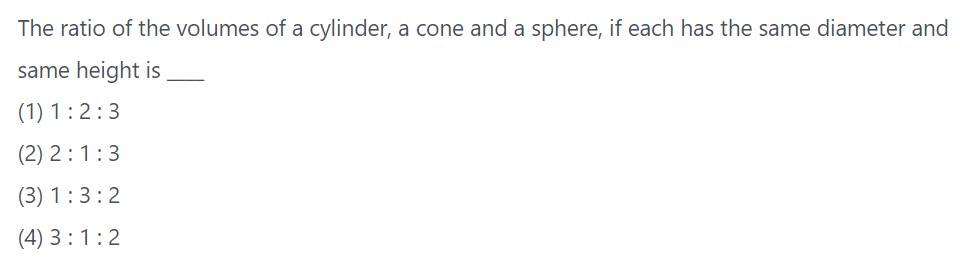 The ratio of the volumes of a cylinder, a cone and a sphere, if each has the same diameter and
same height is ____
(1) 1 : 2 : 3
(2) 2 : 1 : 3
(3) 1 : 3 : 2
(4) 3 : 1 : 2